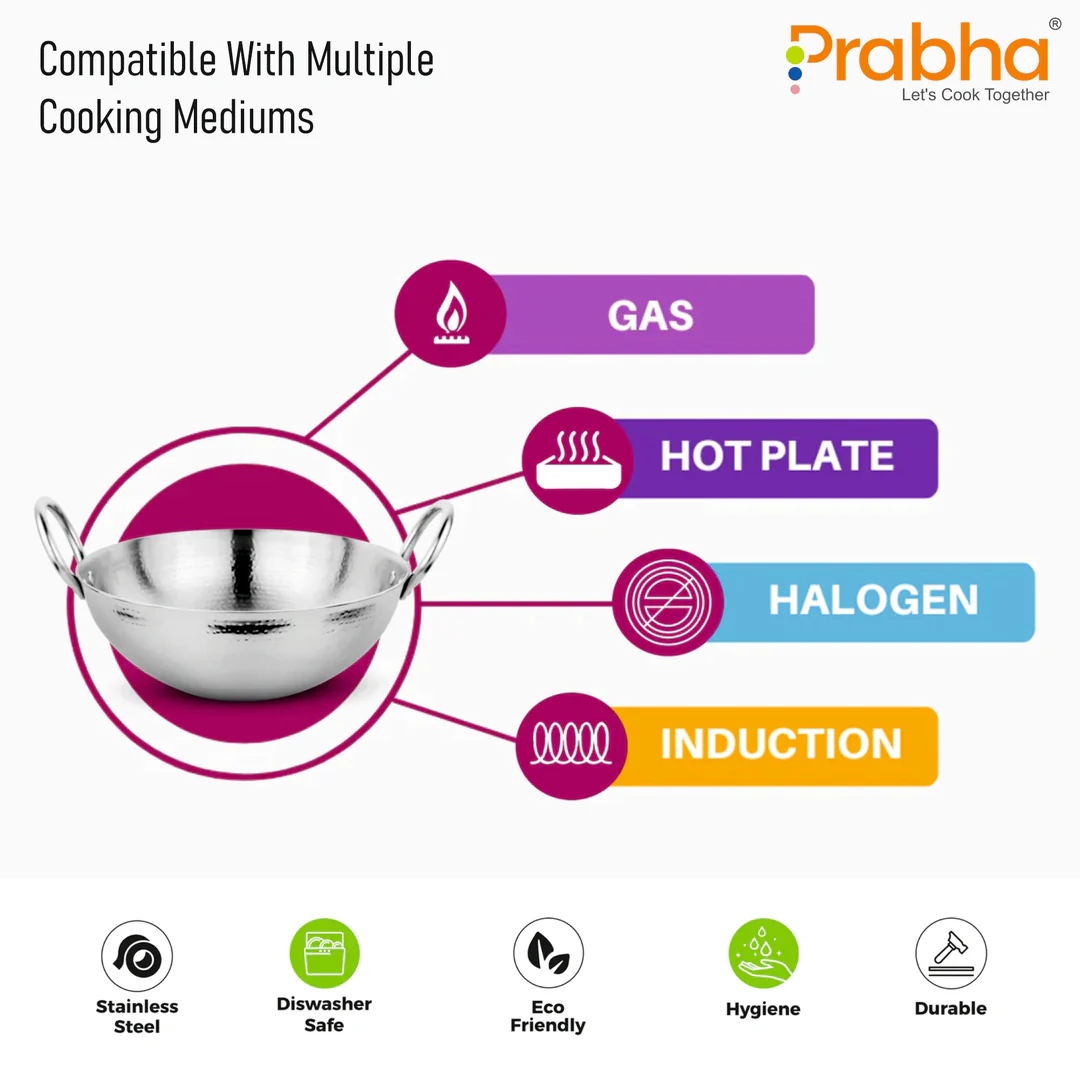 Compatible With Multiple
Cooking Mediums
Prabha®
Let's Cook Together
GAS
HOT PLATE
HALOGEN
INDUCTION
Stainless
Steel
Diswasher
Safe
Eco
Friendly
Hygiene
Durable